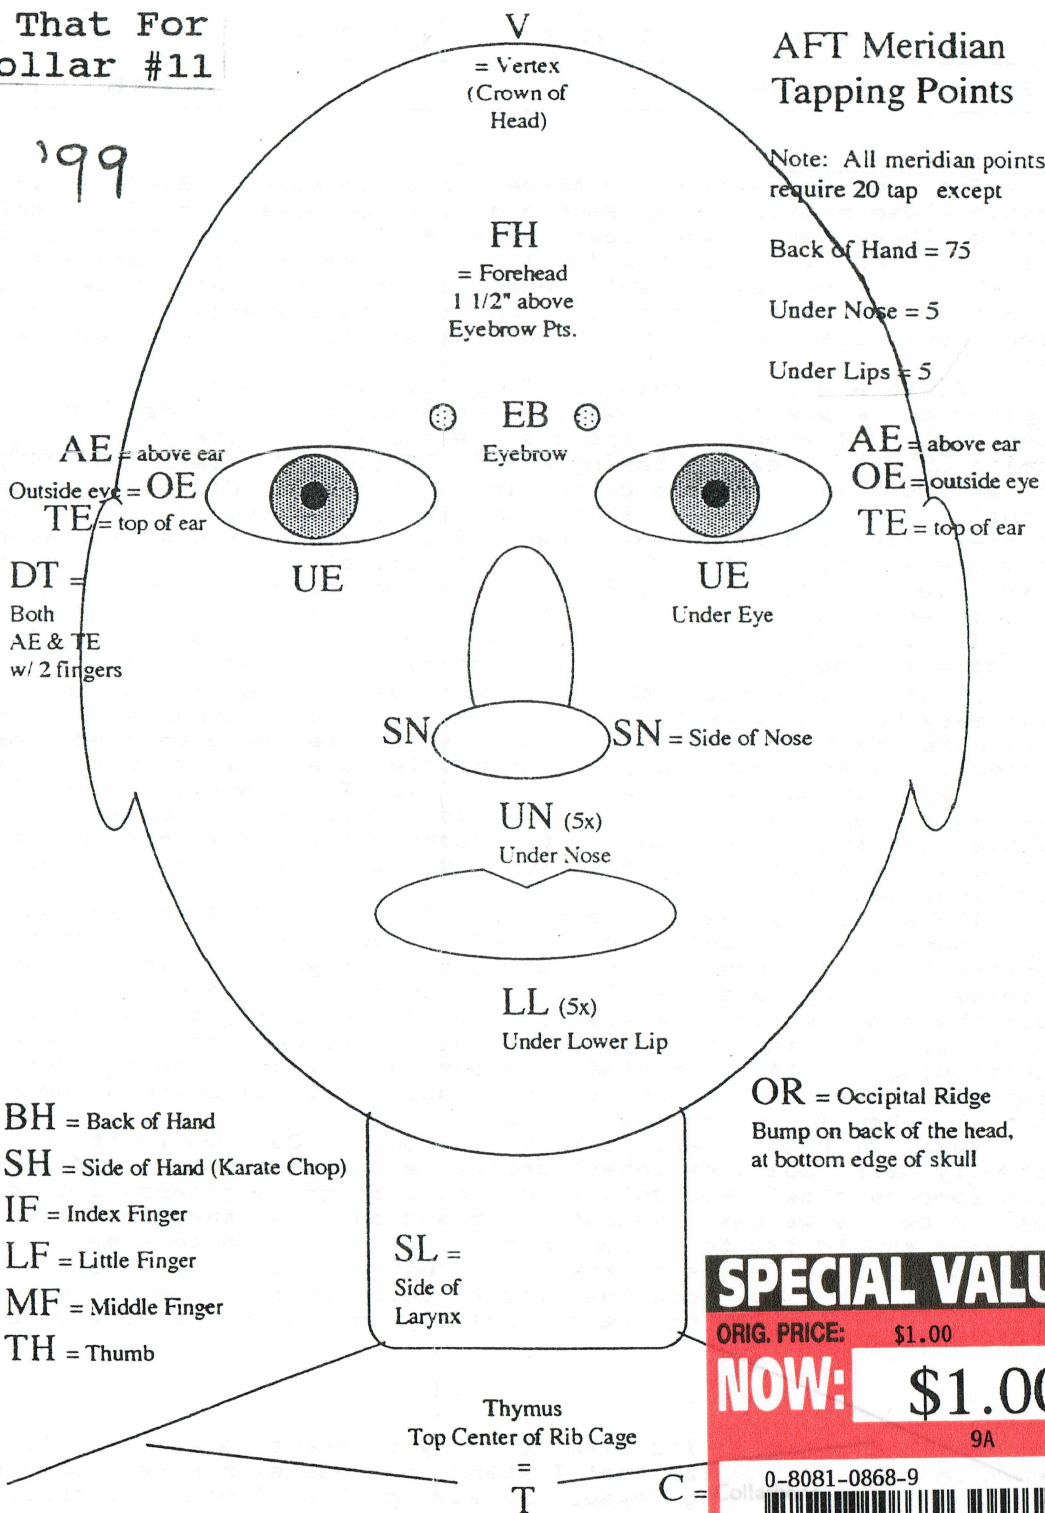 That For
ollar #11
'99
V
= Vertex
(Crown of
Head)
AFT Meridian
Tapping Points
Note: All meridian points
require 20 tap except
Back of Hand = 75
Under Nose = 5
Under Lips = 5
FH
= Forehead
1 1/2" above
Eyebrow Pts.
EB
Eyebrow
AE = above ear
Outside eye = OE
TE = top of ear
AE = above ear
OE = outside eye
TE = top of ear
DT =
Both
AE & TE
w/ 2 fingers
UE
UE
Under Eye
SN
SN = Side of Nose
UN (5x)
Under Nose
LL (5x)
Under Lower Lip
OR = Occipital Ridge
Bump on back of the head,
at bottom edge of skull
BH = Back of Hand
SH = Side of Hand (Karate Chop)
IF = Index Finger
LF = Little Finger
MF = Middle Finger
TH = Thumb
SL =
Side of
Larynx
Thymus
Top Center of Rib Cage
=
T
C =
SPECIAL VALU
ORIG. PRICE: $1.00
NOW: $1.00
9A
0-8081-0868-9